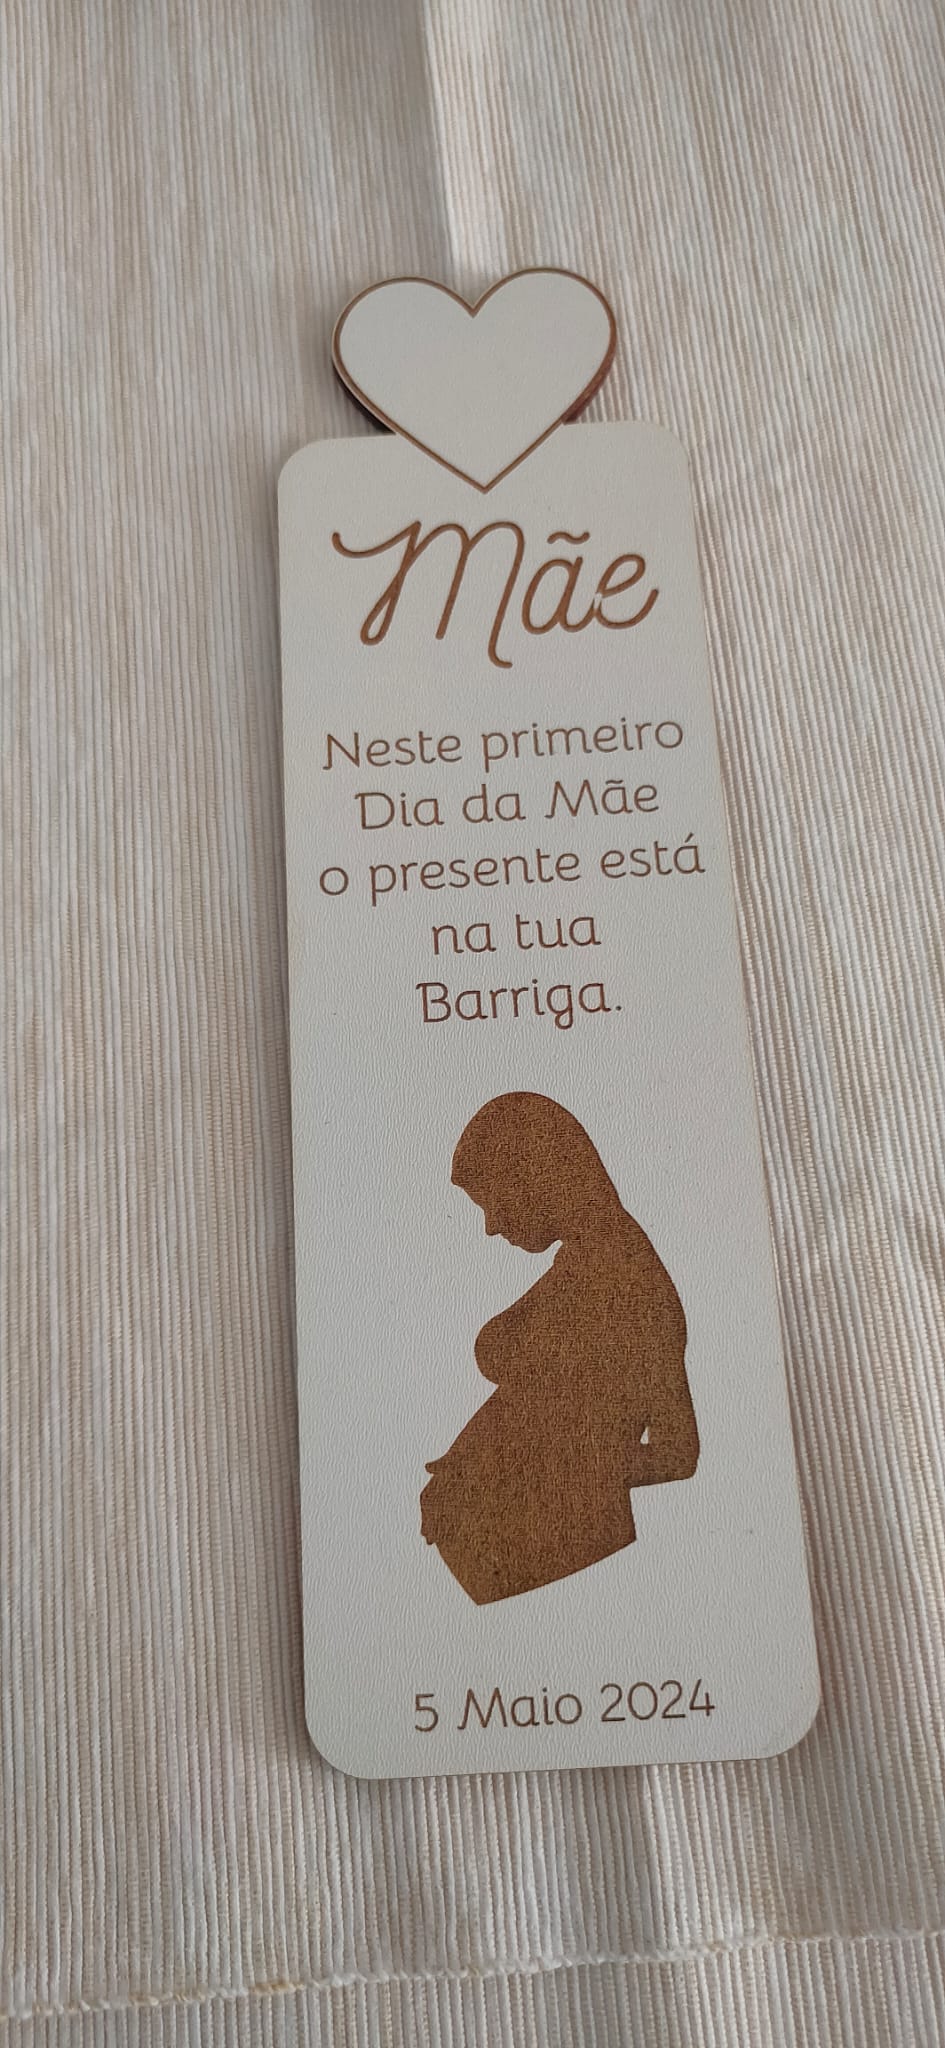 Mãe
Neste primeiro
Dia da Mãe
o presente está
na tua
Barriga.
5 Maio 2024